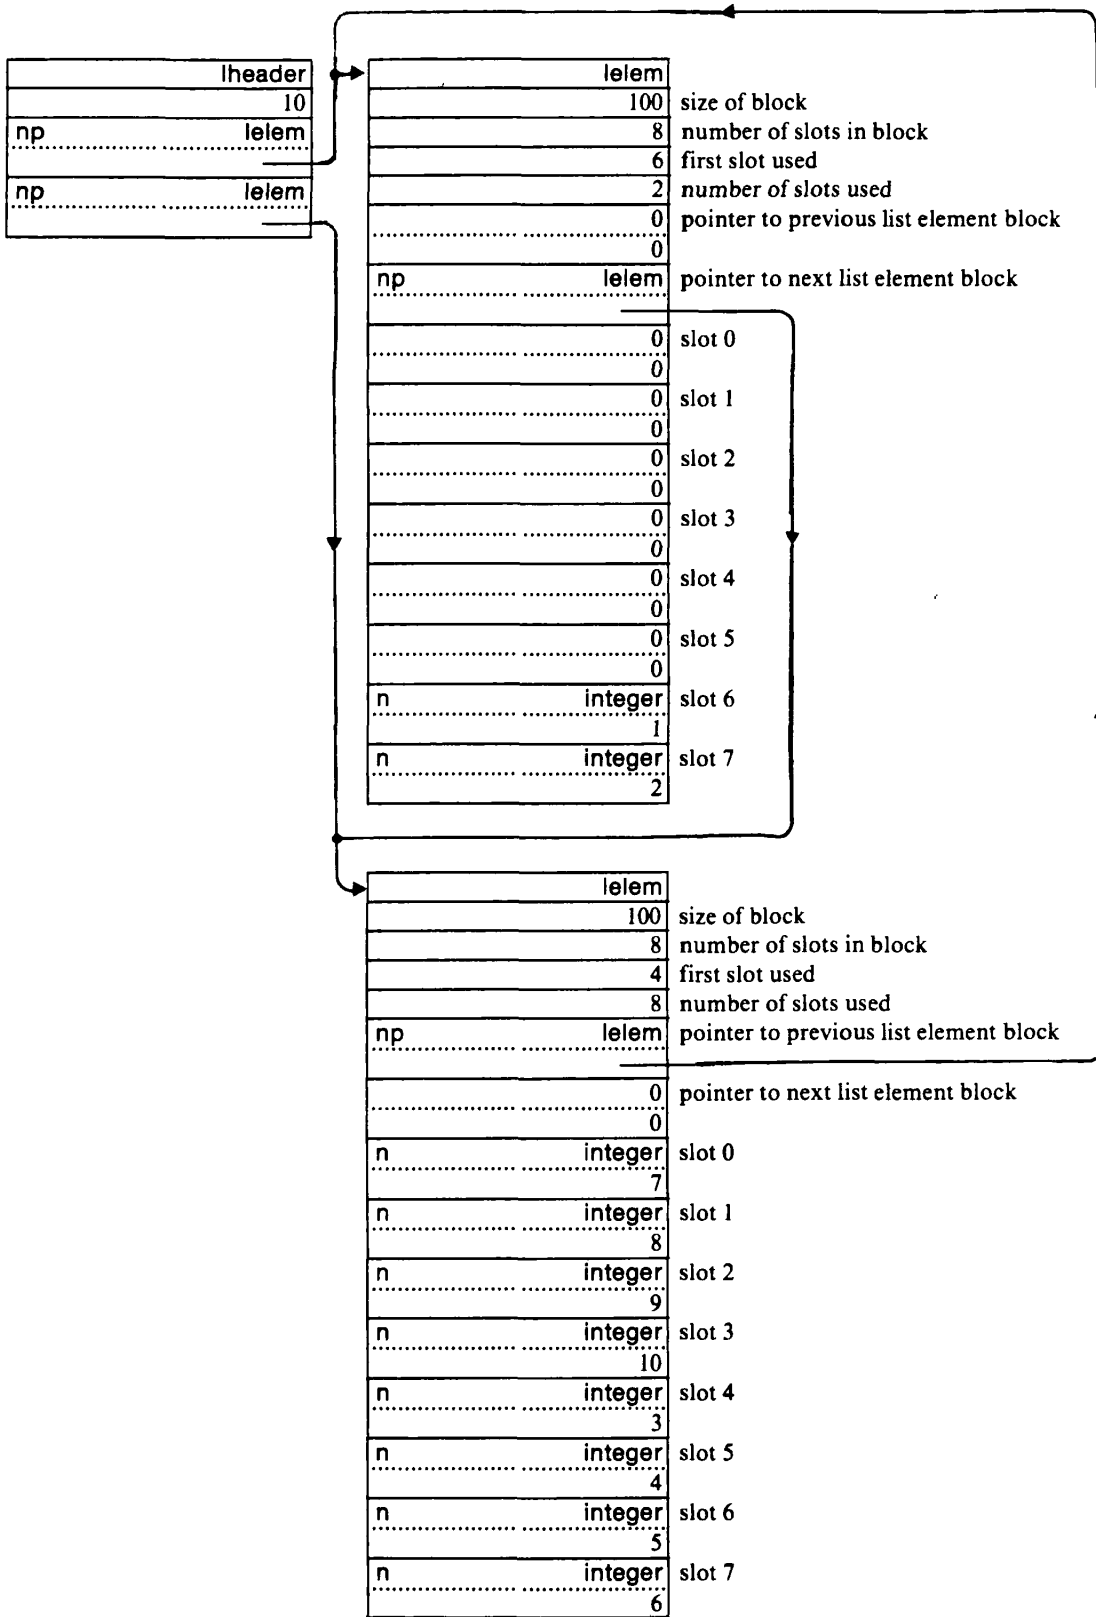 lheader
10
np lelem
np lelem
lelem
100 size of block
8 number of slots in block
6 first slot used
2 number of slots used
0 pointer to previous list element block
0
np lelem pointer to next list element block
0 slot 0
0
0 slot 1
0
0 slot 2
0
0 slot 3
0
0 slot 4
0
0 slot 5
0
n integer slot 6
1
n integer slot 7
2
lelem
100 size of block
8 number of slots in block
4 first slot used
8 number of slots used
np lelem pointer to previous list element block
0 pointer to next list element block
0
n integer slot 0
7
n integer slot 1
8
n integer slot 2
9
n integer slot 3
10
n integer slot 4
3
n integer slot 5
4
n integer slot 6
5
n integer slot 7
6